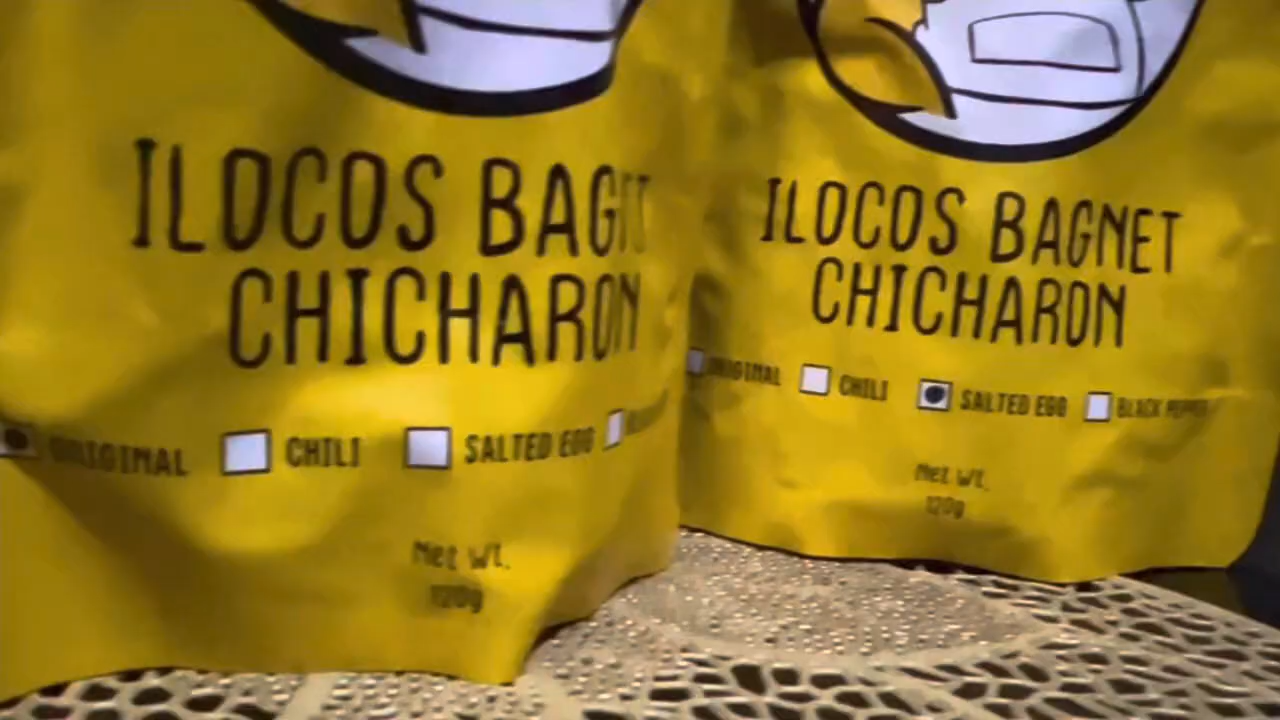 ILOCOS BAGNET
CHICHARON
ORIGINAL CHILI SALTED EGG
Net Wt.
120g
ILOCOS BAGNET
CHICHARON
ORIGINAL CHILI SALTED EGG BLACK PEPPER
Net Wt.
120g